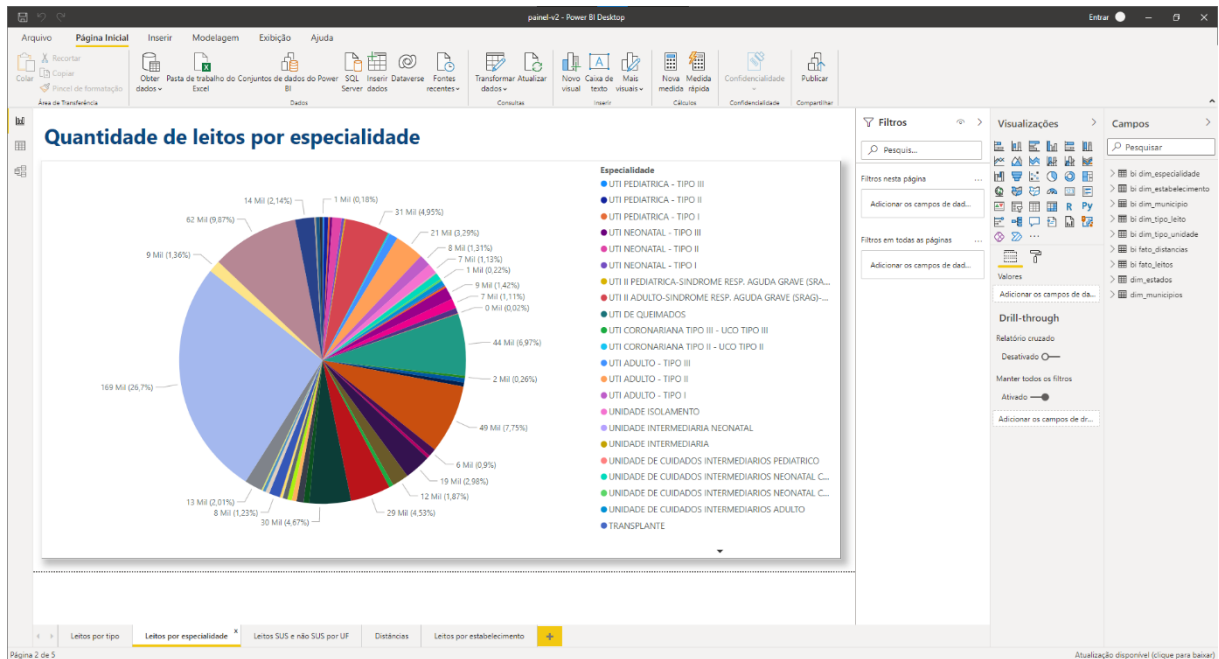 painel-v2 - Power BI Desktop
Entrar
Arquivo Página Inicial Inserir Modelagem Exibição Ajuda
Colar
Recortar
Copiar
Pincel de formatação
Área de Transferência
Obter dados
Pasta de trabalho do Excel
Conjuntos de dados do Power BI
SQL Server
Inserir dados
Dataverse
Fontes recentes
Dados
Transformar dados
Atualizar
Consultas
Novo visual
Caixa de texto
Mais visuais
Inserir
Nova medida
Medida rápida
Cálculos
Confidencialidade
Confidencialidade
Publicar
Compartilhar
Quantidade de leitos por especialidade
14 Mil (2,14%)
1 Mil (0,18%)
31 Mil (4,95%)
62 Mil (9,87%)
21 Mil (3,29%)
8 Mil (1,31%)
9 Mil (1,36%)
7 Mil (1,13%)
1 Mil (0,22%)
9 Mil (1,42%)
7 Mil (1,11%)
0 Mil (0,02%)
44 Mil (6,97%)
2 Mil (0,26%)
169 Mil (26,7%)
49 Mil (7,75%)
6 Mil (0,9%)
19 Mil (2,98%)
12 Mil (1,87%)
13 Mil (2,01%)
8 Mil (1,23%)
30 Mil (4,67%)
29 Mil (4,53%)
Especialidade
UTI PEDIATRICA - TIPO III
UTI PEDIATRICA - TIPO II
UTI PEDIATRICA - TIPO I
UTI NEONATAL - TIPO III
UTI NEONATAL - TIPO II
UTI NEONATAL - TIPO I
UTI II PEDIATRICA-SINDROME RESP. AGUDA GRAVE (SRA...
UTI II ADULTO-SINDROME RESP. AGUDA GRAVE (SRAG)-...
UTI DE QUEIMADOS
UTI CORONARIANA TIPO III - UCO TIPO III
UTI CORONARIANA TIPO II - UCO TIPO II
UTI ADULTO - TIPO III
UTI ADULTO - TIPO II
UTI ADULTO - TIPO I
UNIDADE ISOLAMENTO
UNIDADE INTERMEDIARIA NEONATAL
UNIDADE INTERMEDIARIA
UNIDADE DE CUIDADOS INTERMEDIARIOS PEDIATRICO
UNIDADE DE CUIDADOS INTERMEDIARIOS NEONATAL C...
UNIDADE DE CUIDADOS INTERMEDIARIOS NEONATAL C...
UNIDADE DE CUIDADOS INTERMEDIARIOS ADULTO
TRANSPLANTE
Filtros
Pesquis...
Filtros nesta página ...
Adicionar os campos de dad...
Filtros em todas as páginas ...
Adicionar os campos de dad...
Visualizações
R Py
...
Valores
Adicionar os campos de da...
Drill-through
Relatório cruzado
Desativado
Manter todos os filtros
Ativado
Adicionar os campos de dr...
Campos
Pesquisar
bi dim_especialidade
bi dim_estabelecimento
bi dim_municipio
bi dim_tipo_leito
bi dim_tipo_unidade
bi fato_distancias
bi fato_leitos
dim_estados
dim_municipios
Leitos por tipo
Leitos por especialidade x
Leitos SUS e não SUS por UF
Distâncias
Leitos por estabelecimento
+
Página 2 de 5
Atualização disponível (clique para baixar)